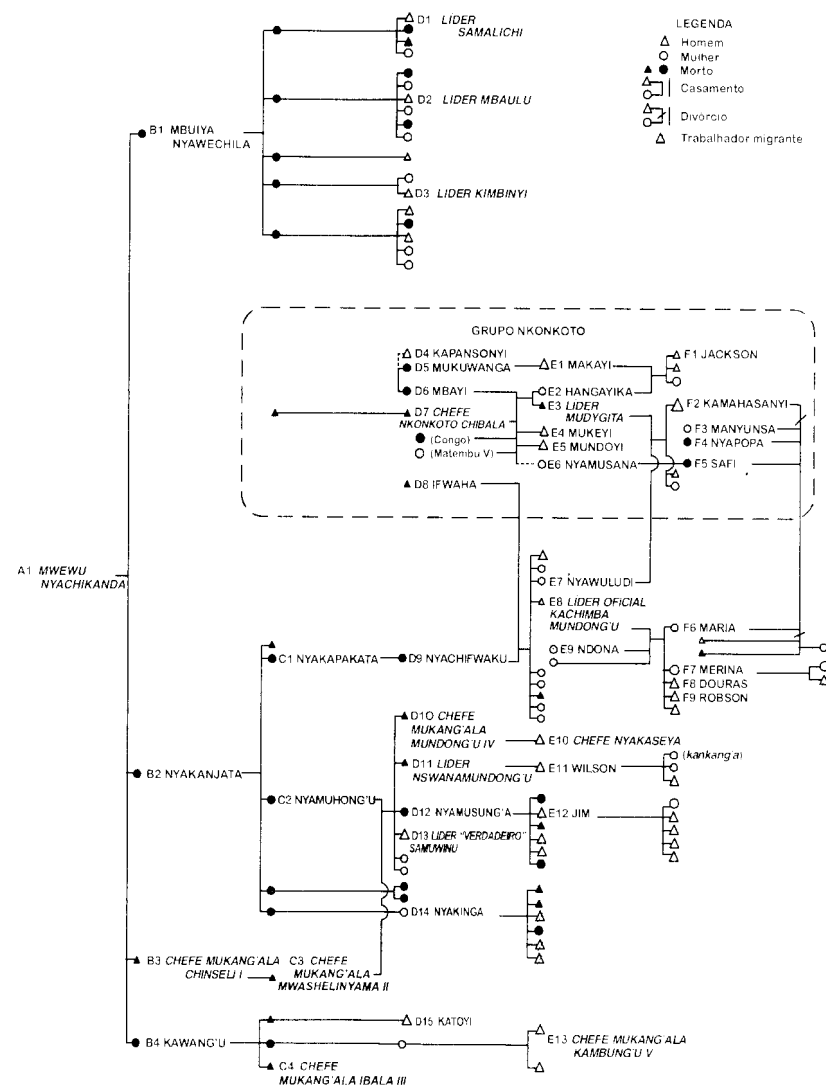 LEGENDA
Homem
Mulher
Morto
Casamento
Divórcio
Trabalhador migrante
D1 LÍDER
SAMALICHI
D2 LIDER MBAULU
B1 MBUIYA
NYAWECHILA
D3 LIDER KIMBINYI
GRUPO NKONKOTO
D4 KAPANSONYI
D5 MUKUWANGA
E1 MAKAYI
F1 JACKSON
D6 MBAYI
E2 HANGAYIKA
D7 CHEFE
NKONKOTO CHIBALA
E3 LIDER
MUDYGITA
F2 KAMAHASANYI
(Congo)
E4 MUKEYI
F3 MANYUNSA
(Matembu V)
E5 MUNDOYI
F4 NYAPOPA
E6 NYAMUSANA
F5 SAFI
D8 IFWAHA
A1 MWEWU
NYACHIKANDA
E7 NYAWULUDI
E8 LÍDER OFICIAL
KACHIMBA
MUNDONG'U
F6 MARIA
C1 NYAKAPAKATA
D9 NYACHIFWAKU
E9 NDONA
F7 MERINA
F8 DOURAS
F9 ROBSON
D10 CHEFE
MUKANG'ALA
MUNDONG'U IV
E10 CHEFE NYAKASEYA
B2 NYAKANJATA
D11 LIDER
NSWANAMUNDONG'U
E11 WILSON
(kankang'a)
C2 NYAMUHONG'U
D12 NYAMUSUNG'A
E12 JIM
D13 LIDER "VERDADEIRO"
SAMUWINU
D14 NYAKINGA
B3 CHEFE MUKANG'ALA
CHINSELI I
C3 CHEFE
MUKANG'ALA
MWASHELINYAMA II
D15 KATOYI
B4 KAWANG'U
E13 CHEFE MUKANG'ALA
KAMBUNG'U V
C4 CHEFE
MUKANG'ALA IBALA III